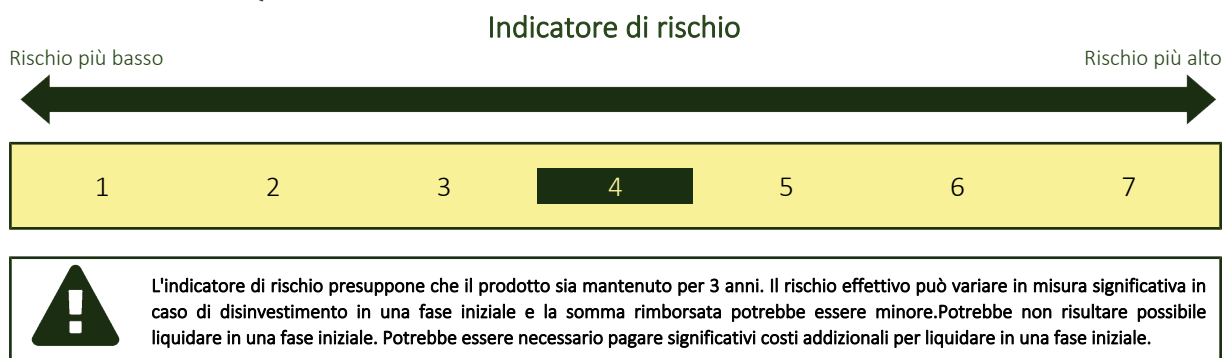 Indicatore di rischio
Rischio più basso Rischio più alto
1 2 3 4 5 6 7
L'indicatore di rischio presuppone che il prodotto sia mantenuto per 3 anni. Il rischio effettivo può variare in misura significativa in
caso di disinvestimento in una fase iniziale e la somma rimborsata potrebbe essere minore.Potrebbe non risultare possibile
liquidare in una fase iniziale. Potrebbe essere necessario pagare significativi costi addizionali per liquidare in una fase iniziale.